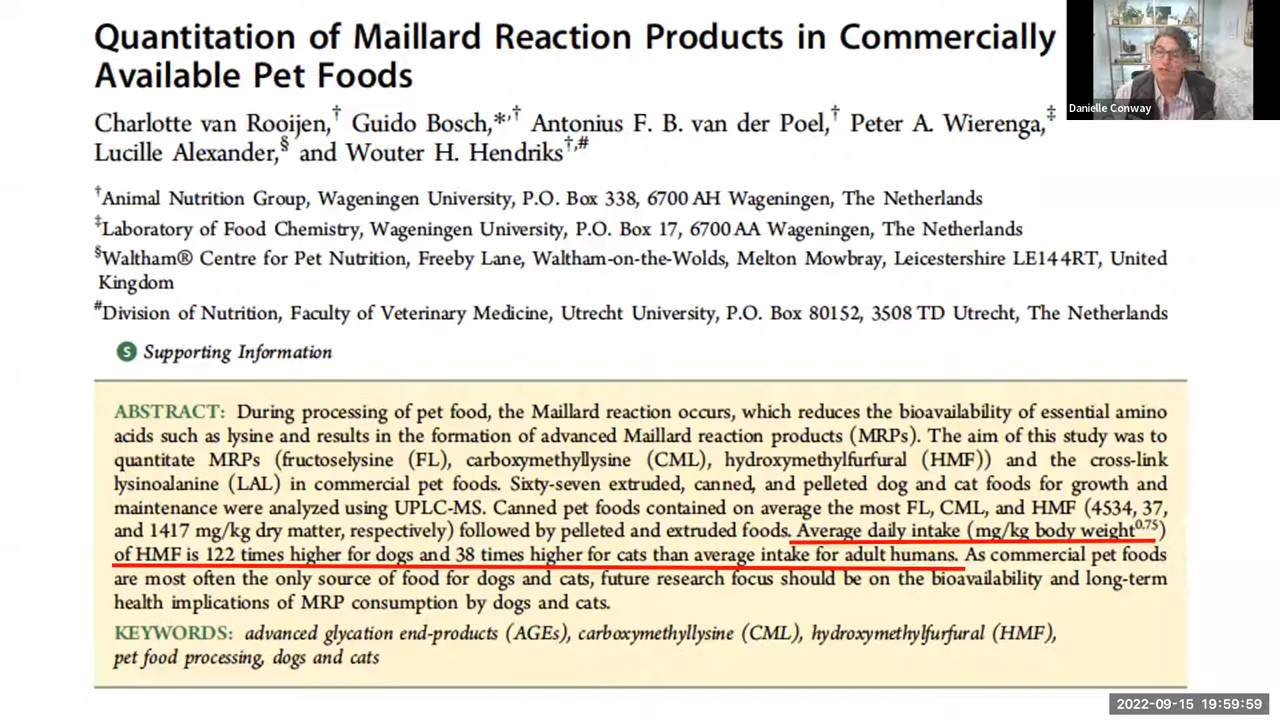 Quantitation of Maillard Reaction Products in Commercially
Available Pet Foods
Charlotte van Rooijen,† Guido Bosch,*,† Antonius F. B. van der Poel,† Peter A. Wierenga,‡
Lucille Alexander,§ and Wouter H. Hendriks†,#
†Animal Nutrition Group, Wageningen University, P.O. Box 338, 6700 AH Wageningen, The Netherlands
‡Laboratory of Food Chemistry, Wageningen University, P.O. Box 17, 6700 AA Wageningen, The Netherlands
§Waltham® Centre for Pet Nutrition, Freeby Lane, Waltham-on-the-Wolds, Melton Mowbray, Leicestershire LE144RT, United
Kingdom
#Division of Nutrition, Faculty of Veterinary Medicine, Utrecht University, P.O. Box 80152, 3508 TD Utrecht, The Netherlands
S Supporting Information
ABSTRACT: During processing of pet food, the Maillard reaction occurs, which reduces the bioavailability of essential amino
acids such as lysine and results in the formation of advanced Maillard reaction products (MRPs). The aim of this study was to
quantitate MRPs (fructoselysine (FL), carboxymethyllysine (CML), hydroxymethylfurfural (HMF)) and the cross-link
lysinoalanine (LAL) in commercial pet foods. Sixty-seven extruded, canned, and pelleted dog and cat foods for growth and
maintenance were analyzed using UPLC-MS. Canned pet foods contained on average the most FL, CML, and HMF (4534, 37,
and 1417 mg/kg dry matter, respectively) followed by pelleted and extruded foods. Average daily intake (mg/kg body weight0.75)
of HMF is 122 times higher for dogs and 38 times higher for cats than average intake for adult humans. As commercial pet foods
are most often the only source of food for dogs and cats, future research focus should be on the bioavailability and long-term
health implications of MRP consumption by dogs and cats.
KEYWORDS: advanced glycation end-products (AGEs), carboxymethyllysine (CML), hydroxymethylfurfural (HMF),
pet food processing, dogs and cats
Danielle Conway
2022-09-15 19:59:59